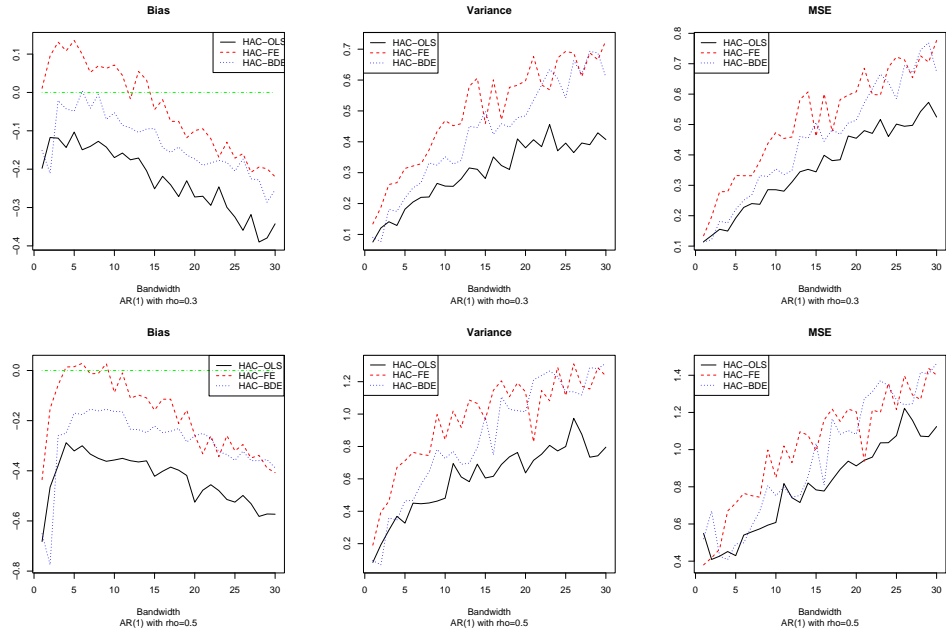 Bias
HAC-OLS
HAC-FE
HAC-BDE
0.1
0.0
-0.1
-0.2
-0.3
-0.4
0 5 10 15 20 25 30
Bandwidth
AR(1) with rho=0.3
Variance
HAC-OLS
HAC-FE
HAC-BDE
0.7
0.6
0.5
0.4
0.3
0.2
0.1
0 5 10 15 20 25 30
Bandwidth
AR(1) with rho=0.3
MSE
HAC-OLS
HAC-FE
HAC-BDE
0.8
0.7
0.6
0.5
0.4
0.3
0.2
0.1
0 5 10 15 20 25 30
Bandwidth
AR(1) with rho=0.3
Bias
HAC-OLS
HAC-FE
HAC-BDE
0.0
-0.2
-0.4
-0.6
-0.8
0 5 10 15 20 25 30
Bandwidth
AR(1) with rho=0.5
Variance
HAC-OLS
HAC-FE
HAC-BDE
1.2
1.0
0.8
0.6
0.4
0.2
0 5 10 15 20 25 30
Bandwidth
AR(1) with rho=0.5
MSE
HAC-OLS
HAC-FE
HAC-BDE
1.4
1.2
1.0
0.8
0.6
0.4
0 5 10 15 20 25 30
Bandwidth
AR(1) with rho=0.5